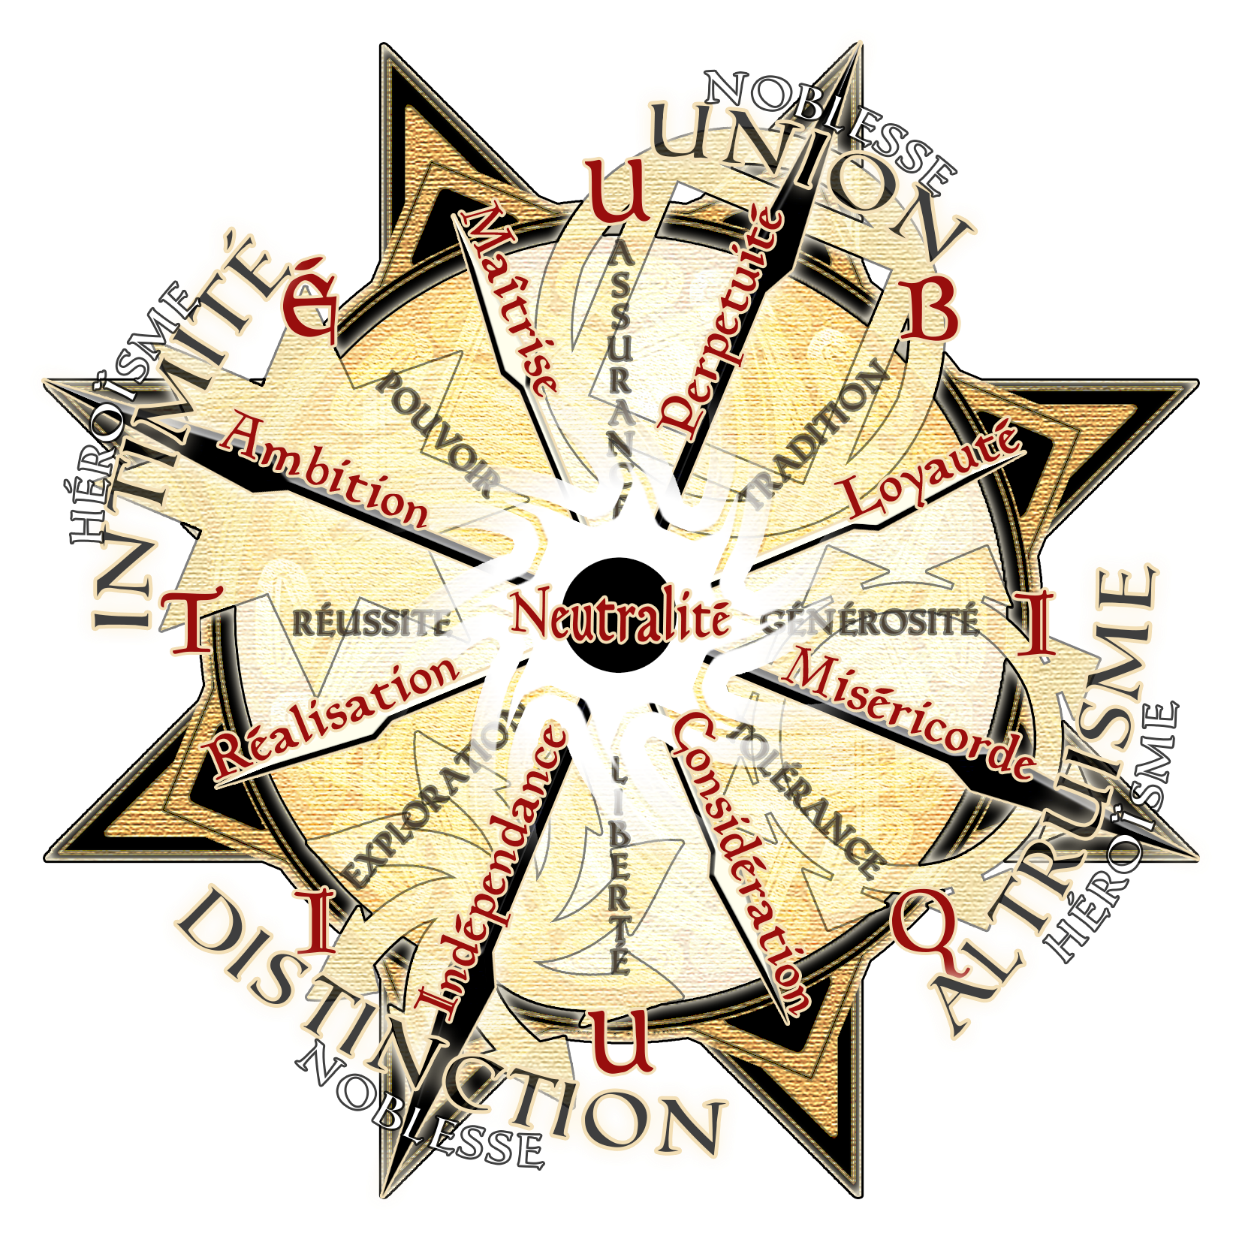 NOBLESSE
UNION
U
B
I
Q
U
I
T
É
INTIMITÉ
HÉROÏSME
ALTRUISME
HÉROÏSME
DISTINCTION
NOBLESSE
Maîtrise
ASSURANCE
Perpetuité
TRADITION
Loyauté
GÉNÉROSITÉ
Miséricorde
TOLÉRANCE
Considération
LIBERTÉ
Indépendance
EXPLORATION
Réalisation
RÉUSSITE
Ambition
POUVOIR
Neutralité